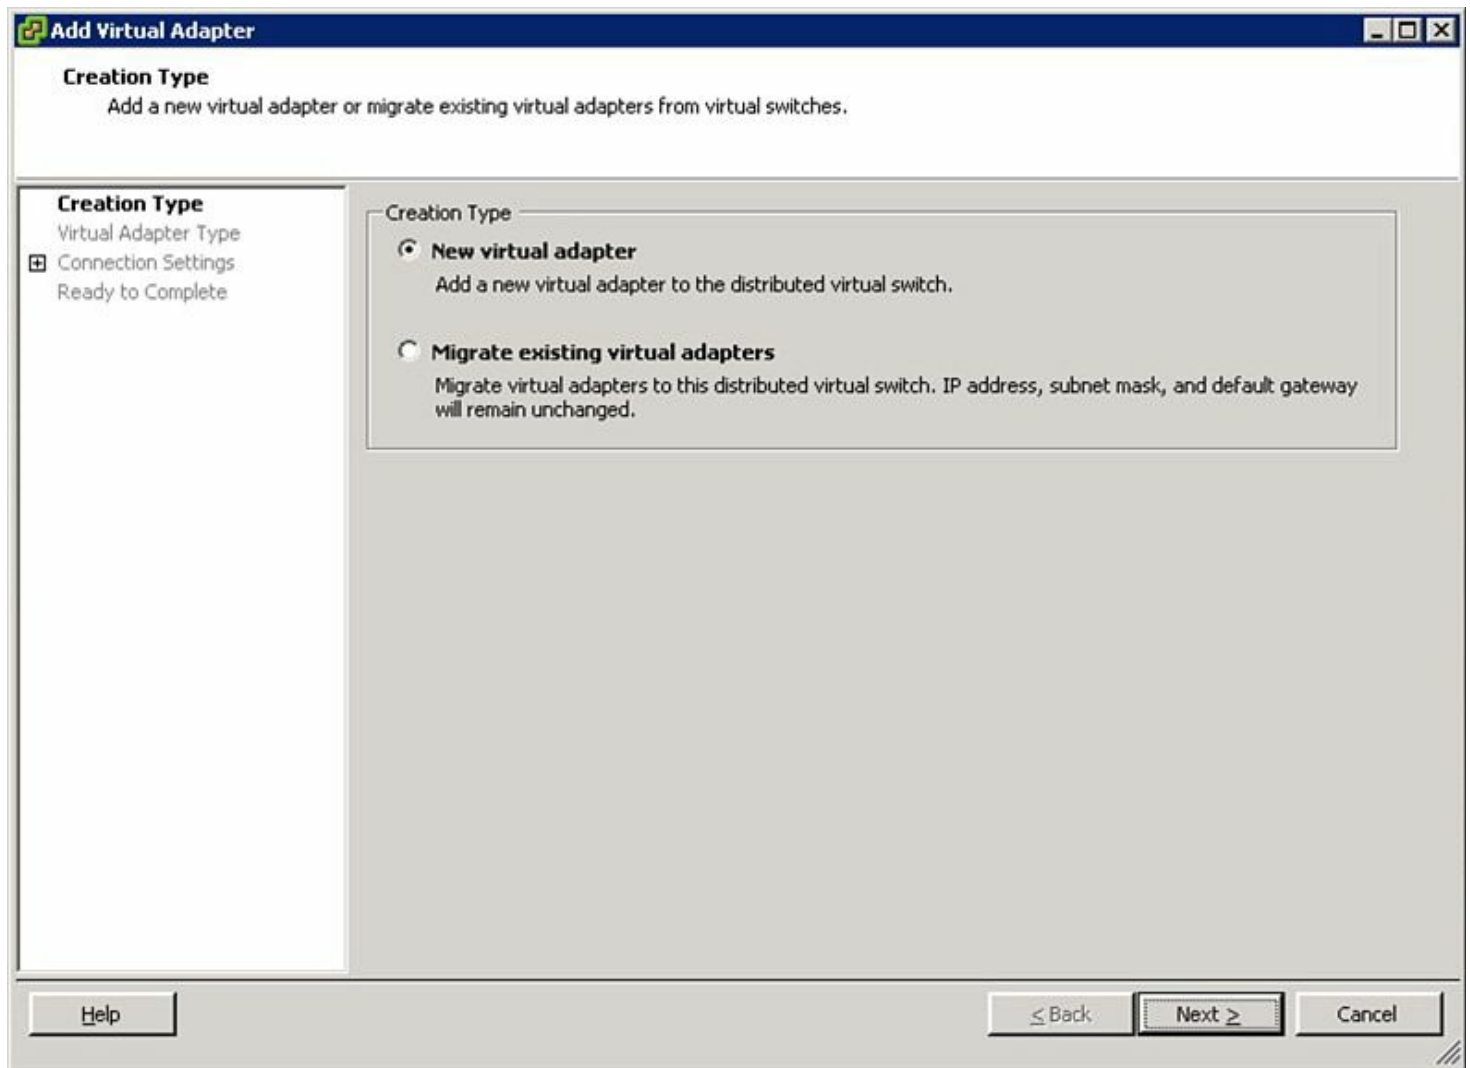 Add Virtual Adapter
Creation Type
Add a new virtual adapter or migrate existing virtual adapters from virtual switches.
Creation Type
Virtual Adapter Type
Connection Settings
Ready to Complete
Creation Type
New virtual adapter
Add a new virtual adapter to the distributed virtual switch.
Migrate existing virtual adapters
Migrate virtual adapters to this distributed virtual switch. IP address, subnet mask, and default gateway
will remain unchanged.
Help
≤ Back
Next ≥
Cancel